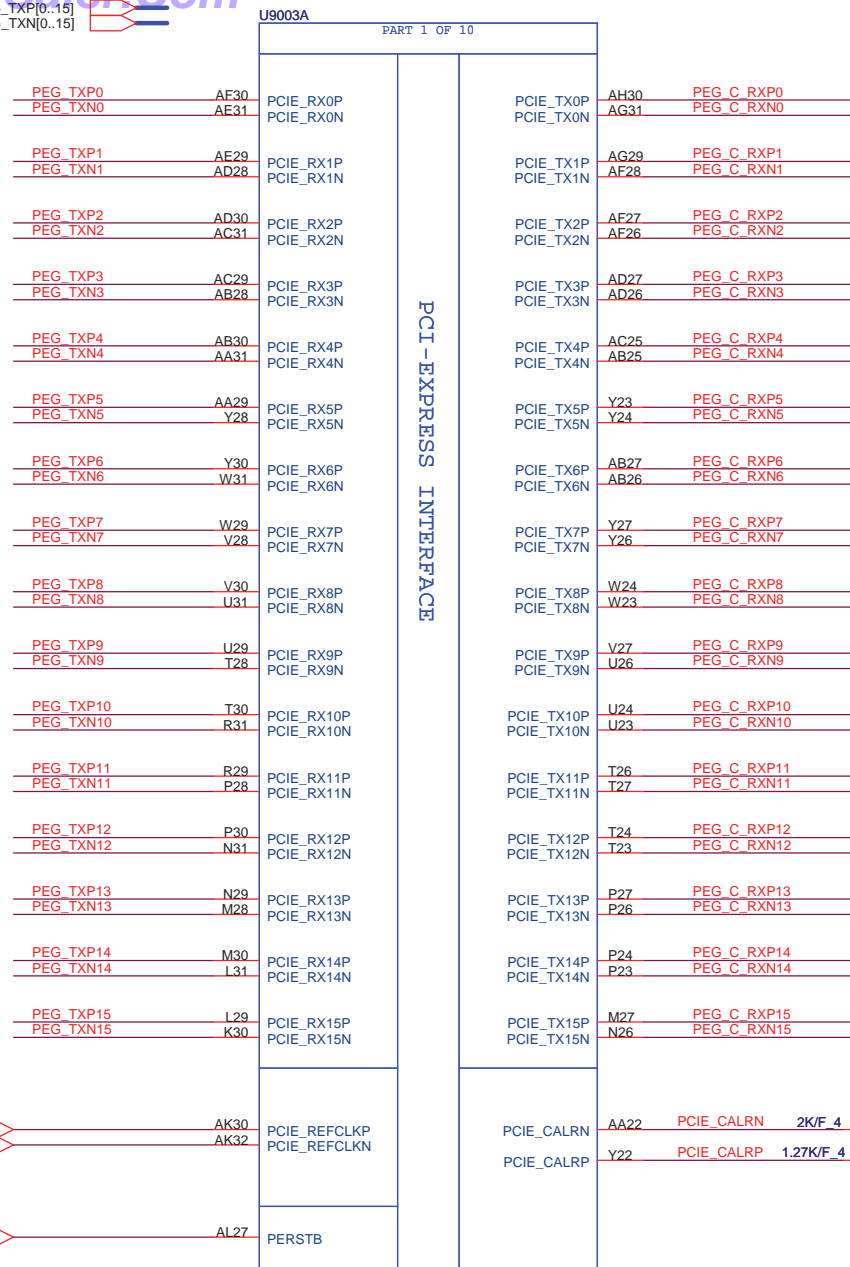 _TXP[0..15]
_TXN[0..15]
U9003A
PART 1 OF 10
PEG_TXP0 AF30 PCIE_RX0P PCIE_TX0P AH30 PEG_C_RXP0
PEG_TXN0 AE31 PCIE_RX0N PCIE_TX0N AG31 PEG_C_RXN0
PEG_TXP1 AE29 PCIE_RX1P PCIE_TX1P AG29 PEG_C_RXP1
PEG_TXN1 AD28 PCIE_RX1N PCIE_TX1N AF28 PEG_C_RXN1
PEG_TXP2 AD30 PCIE_RX2P PCIE_TX2P AF27 PEG_C_RXP2
PEG_TXN2 AC31 PCIE_RX2N PCIE_TX2N AF26 PEG_C_RXN2
PEG_TXP3 AC29 PCIE_RX3P PCIE_TX3P AD27 PEG_C_RXP3
PEG_TXN3 AB28 PCIE_RX3N PCIE_TX3N AD26 PEG_C_RXN3
PEG_TXP4 AB30 PCIE_RX4P PCIE_TX4P AC25 PEG_C_RXP4
PEG_TXN4 AA31 PCIE_RX4N PCIE_TX4N AB25 PEG_C_RXN4
PEG_TXP5 AA29 PCIE_RX5P PCIE_TX5P Y23 PEG_C_RXP5
PEG_TXN5 Y28 PCIE_RX5N PCIE_TX5N Y24 PEG_C_RXN5
PEG_TXP6 Y30 PCIE_RX6P PCIE_TX6P AB27 PEG_C_RXP6
PEG_TXN6 W31 PCIE_RX6N PCIE_TX6N AB26 PEG_C_RXN6
PEG_TXP7 W29 PCIE_RX7P PCIE_TX7P Y27 PEG_C_RXP7
PEG_TXN7 V28 PCIE_RX7N PCIE_TX7N Y26 PEG_C_RXN7
PEG_TXP8 V30 PCIE_RX8P PCIE_TX8P W24 PEG_C_RXP8
PEG_TXN8 U31 PCIE_RX8N PCIE_TX8N W23 PEG_C_RXN8
PEG_TXP9 U29 PCIE_RX9P PCIE_TX9P V27 PEG_C_RXP9
PEG_TXN9 T28 PCIE_RX9N PCIE_TX9N U26 PEG_C_RXN9
PEG_TXP10 T30 PCIE_RX10P PCIE_TX10P U24 PEG_C_RXP10
PEG_TXN10 R31 PCIE_RX10N PCIE_TX10N U23 PEG_C_RXN10
PEG_TXP11 R29 PCIE_RX11P PCIE_TX11P T26 PEG_C_RXP11
PEG_TXN11 P28 PCIE_RX11N PCIE_TX11N T27 PEG_C_RXN11
PEG_TXP12 P30 PCIE_RX12P PCIE_TX12P T24 PEG_C_RXP12
PEG_TXN12 N31 PCIE_RX12N PCIE_TX12N T23 PEG_C_RXN12
PEG_TXP13 N29 PCIE_RX13P PCIE_TX13P P27 PEG_C_RXP13
PEG_TXN13 M28 PCIE_RX13N PCIE_TX13N P26 PEG_C_RXN13
PEG_TXP14 M30 PCIE_RX14P PCIE_TX14P P24 PEG_C_RXP14
PEG_TXN14 L31 PCIE_RX14N PCIE_TX14N P23 PEG_C_RXN14
PEG_TXP15 L29 PCIE_RX15P PCIE_TX15P M27 PEG_C_RXP15
PEG_TXN15 K30 PCIE_RX15N PCIE_TX15N N26 PEG_C_RXN15
PCI-EXPRESS INTERFACE
AK30 PCIE_REFCLKP PCIE_CALRN AA22 PCIE_CALRN 2K/F_4
AK32 PCIE_REFCLKN
PCIE_CALRP Y22 PCIE_CALRP 1.27K/F_4
AL27 PERSTB